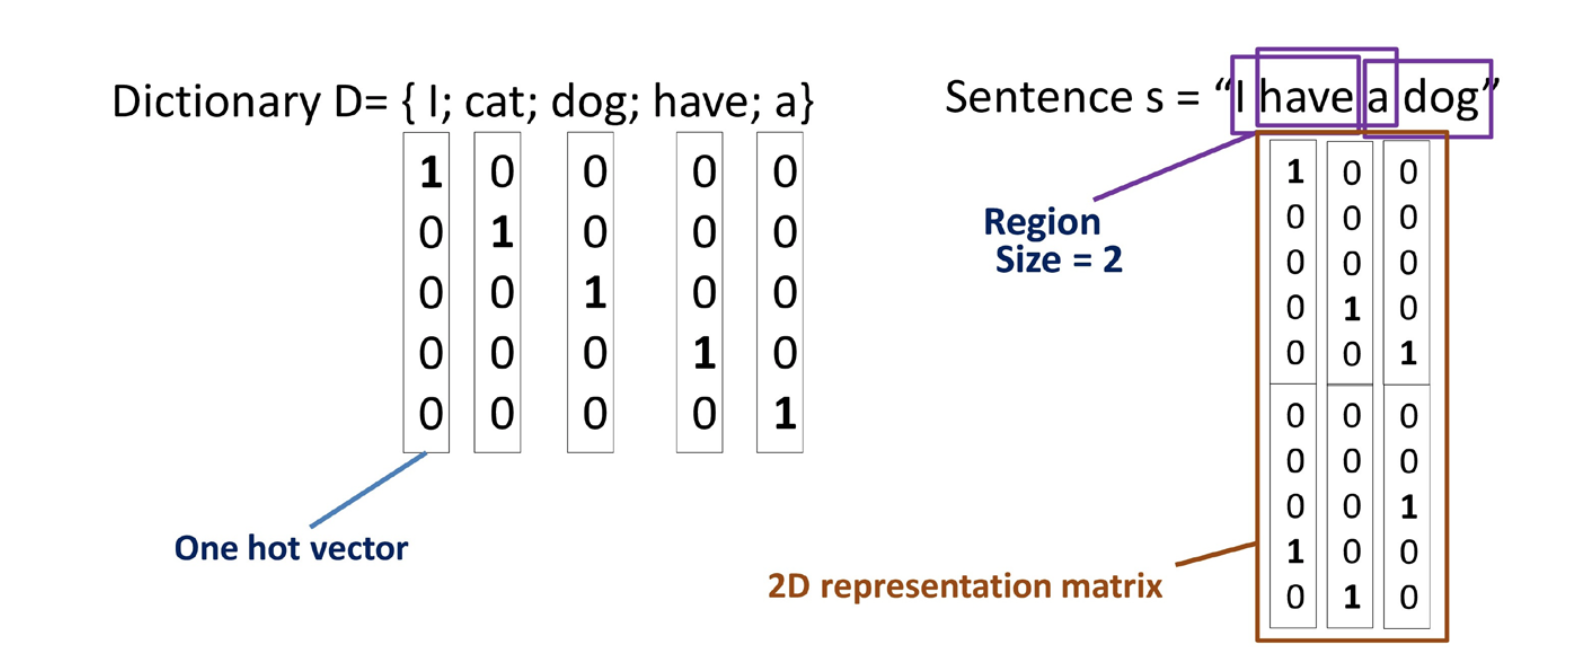 Dictionary D= { I; cat; dog; have; a}
1 0 0 0 0
0 1 0 0 0
0 0 1 0 0
0 0 0 1 0
0 0 0 0 1
One hot vector
Sentence s = “I have a dog”
Region
Size = 2
1 0 0
0 0 0
0 0 0
0 1 0
0 0 1
0 0 0
0 0 0
0 0 1
1 0 0
0 1 0
2D representation matrix